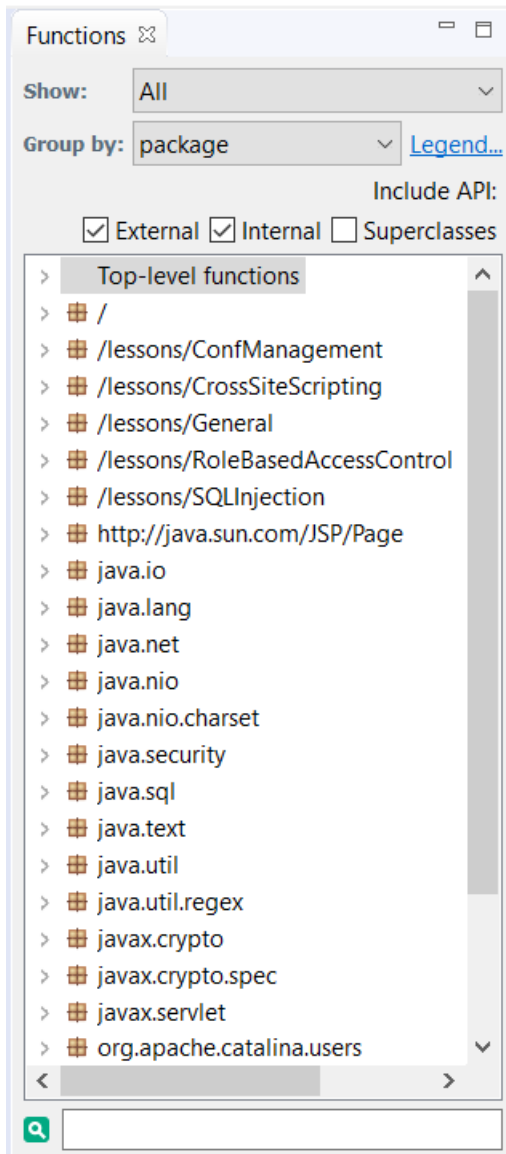 Functions
Show: All
Group by: package Legend...
Include API:
External Internal Superclasses
Top-level functions
/
/lessons/ConfManagement
/lessons/CrossSiteScripting
/lessons/General
/lessons/RoleBasedAccessControl
/lessons/SQLInjection
http://java.sun.com/JSP/Page
java.io
java.lang
java.net
java.nio
java.nio.charset
java.security
java.sql
java.text
java.util
java.util.regex
javax.crypto
javax.crypto.spec
javax.servlet
org.apache.catalina.users